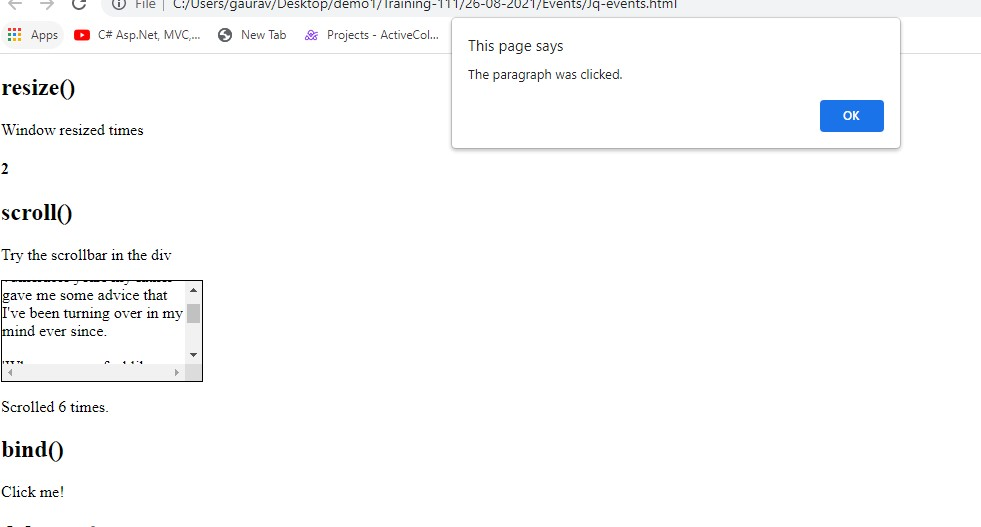 File | C:/Users/gaurav/Desktop/demo1/Training-111/26-08-2021/Events/Jq-events.html
Apps C# Asp.Net, MVC,... New Tab Projects - ActiveCol...
This page says
The paragraph was clicked.
OK
resize()
Window resized times
2
scroll()
Try the scrollbar in the div
gave me some advice that
I've been turning over in my
mind ever since.
Scrolled 6 times.
bind()
Click me!